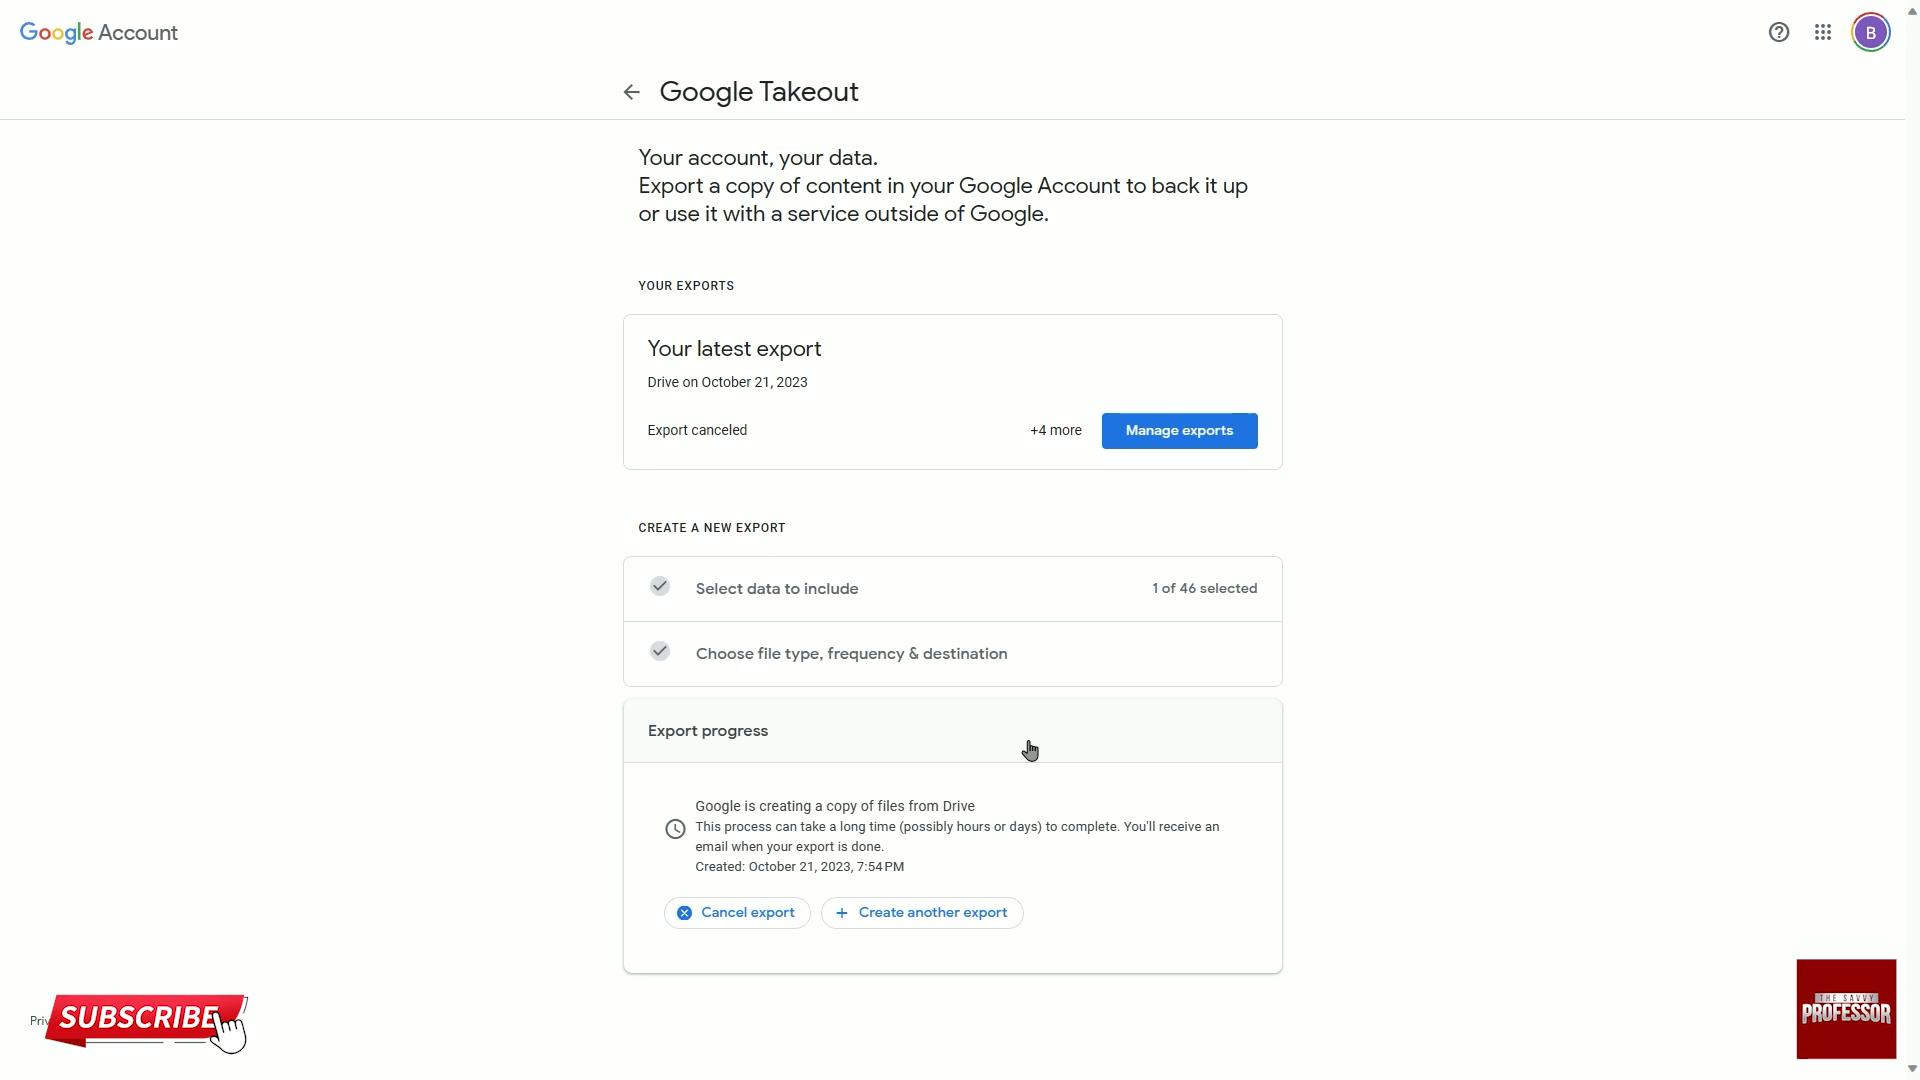 Google Account
B
Google Takeout
Your account, your data.
Export a copy of content in your Google Account to back it up
or use it with a service outside of Google.
YOUR EXPORTS
Your latest export
Drive on October 21, 2023
Export canceled
+4 more
Manage exports
CREATE A NEW EXPORT
Select data to include
1 of 46 selected
Choose file type, frequency & destination
Export progress
Google is creating a copy of files from Drive
This process can take a long time (possibly hours or days) to complete. You'll receive an
email when your export is done.
Created: October 21, 2023, 7:54 PM
Cancel export
Create another export
SUBSCRIBE
THE SAVVY
PROFESSOR